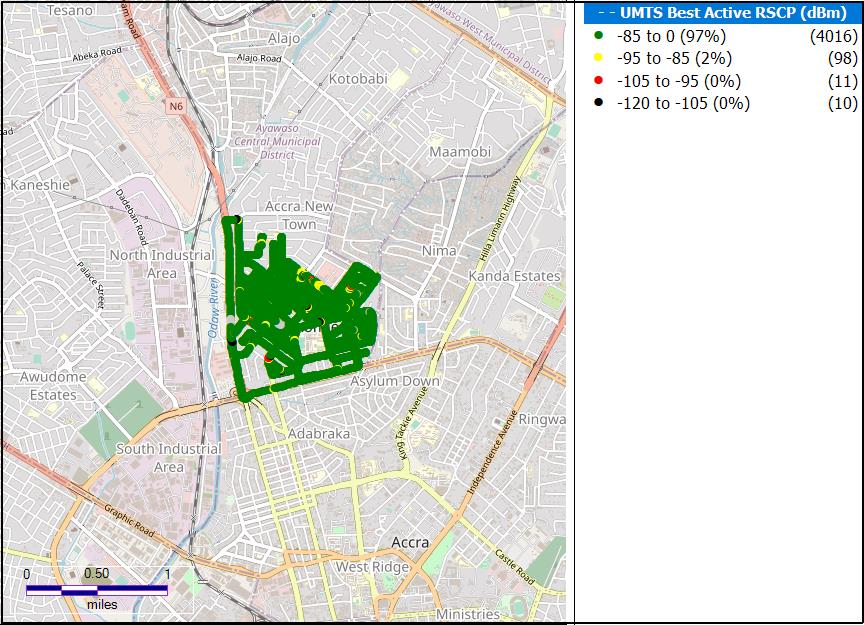 Tesano
am Road
Alajo
Ayawaso West Municipal District
Abeka Road
Alajo Road
Kotobabi
N6
Ayawaso
Central Municipal
District
Maamobi
n Kaneshie
Dadeban Road
Accra New
Town
Hilla Limann Highway
Nima
North Industrial
Area
Kanda Estates
Palace Street
Odaw River
Awudome
Estates
Asylum Down
King Tackie Avenue
Ringwa
Adabraka
Independence Avenue
South Industrial
Area
Graphic Road
Accra
West Ridge
Castle Road
Ministries
0 0.50 1
miles
- - UMTS Best Active RSCP (dBm)
-85 to 0 (97%) (4016)
-95 to -85 (2%) (98)
-105 to -95 (0%) (11)
-120 to -105 (0%) (10)